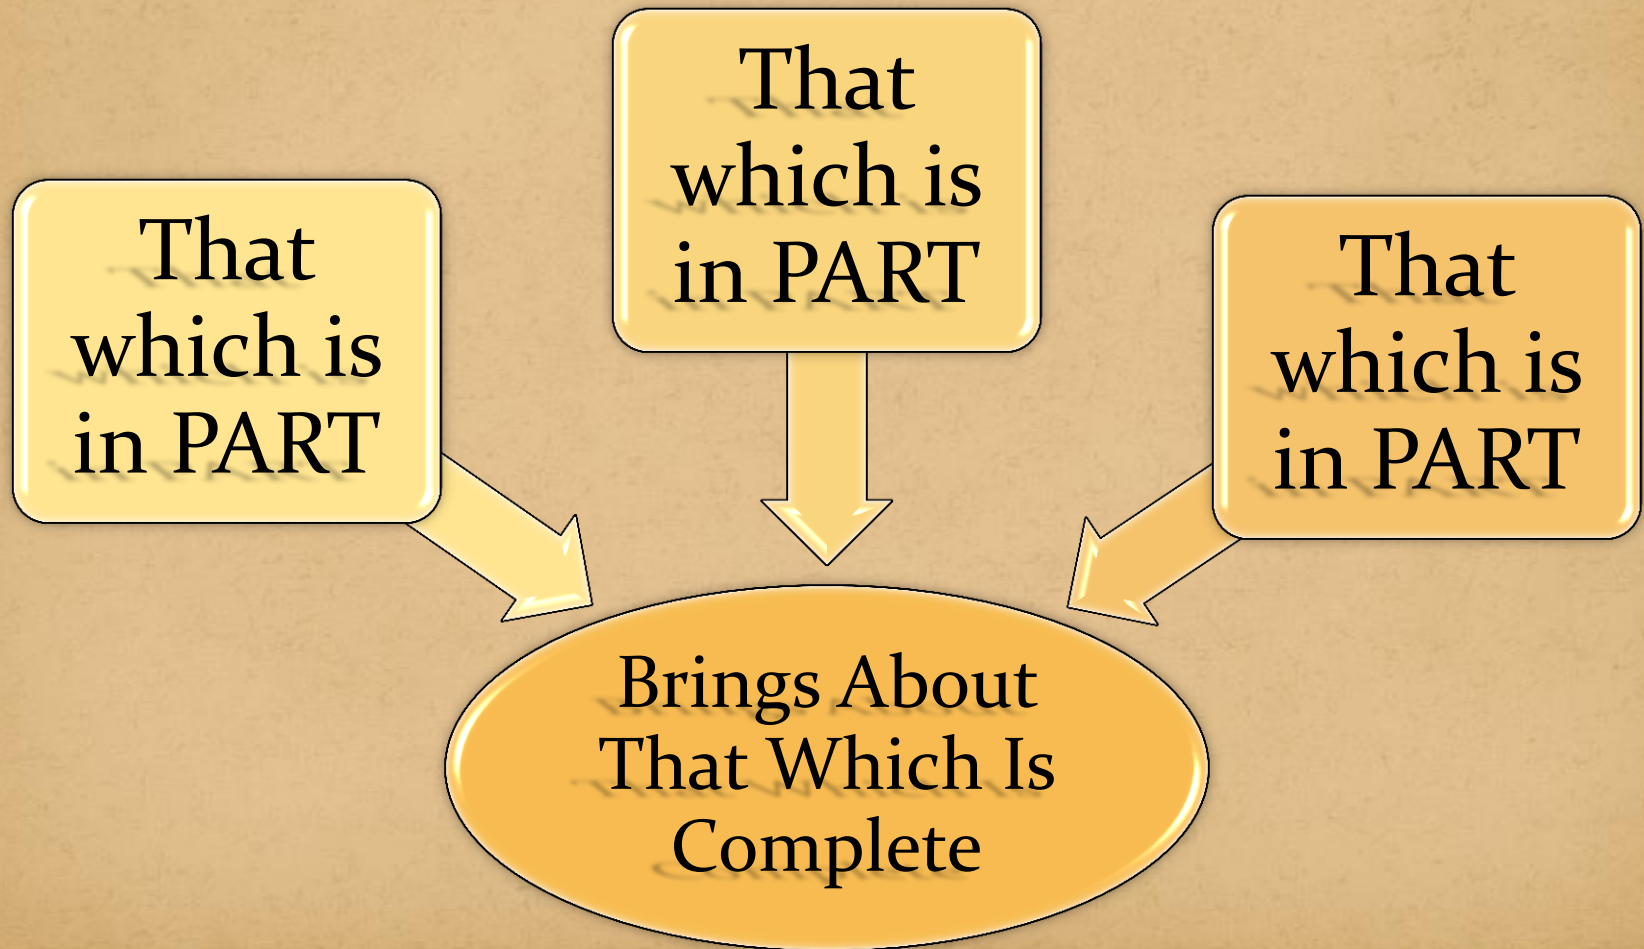 That
which is
in PART
That
which is
in PART
That
which is
in PART
Brings About
That Which Is
Complete